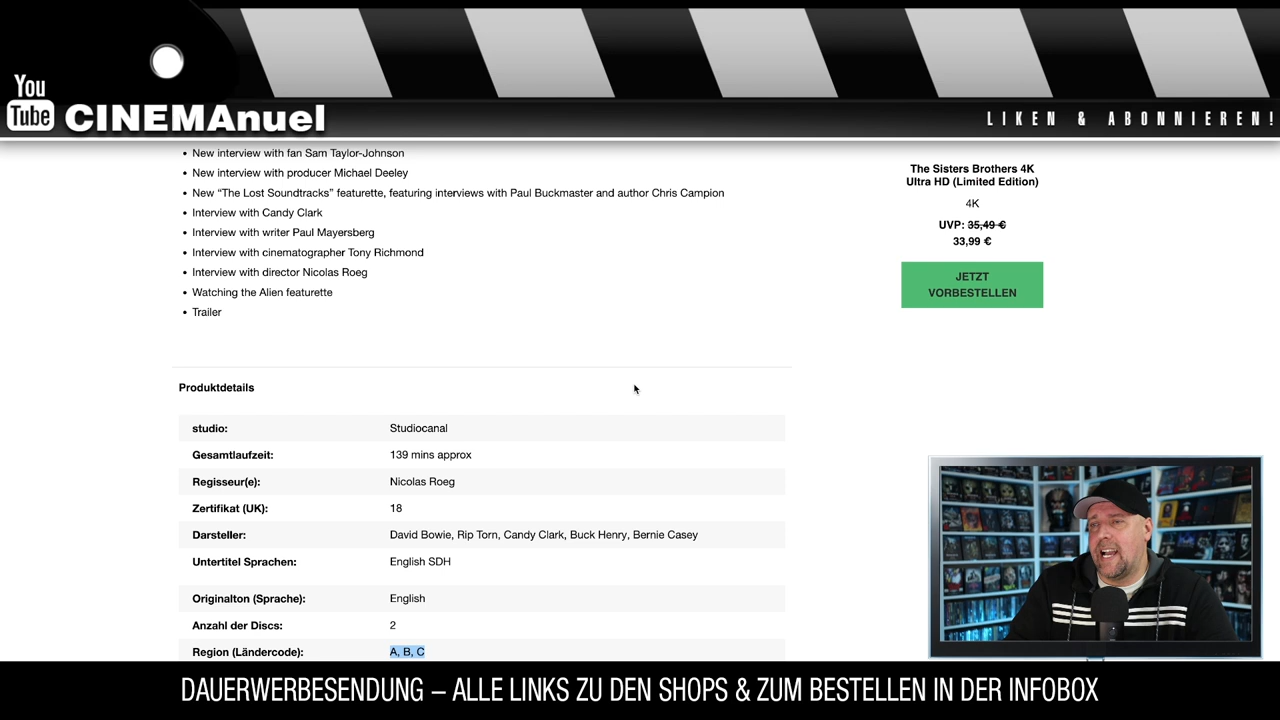 You
Tube CINEMAnuel
LIKEN & ABONNIEREN!
• New interview with fan Sam Taylor-Johnson
• New interview with producer Michael Deeley
• New “The Lost Soundtracks” featurette, featuring interviews with Paul Buckmaster and author Chris Campion
• Interview with Candy Clark
• Interview with writer Paul Mayersberg
• Interview with cinematographer Tony Richmond
• Interview with director Nicolas Roeg
• Watching the Alien featurette
• Trailer
The Sisters Brothers 4K
Ultra HD (Limited Edition)
4K
UVP: 35,49 €
33,99 €
JETZT
VORBESTELLEN
Produktdetails
studio: Studiocanal
Gesamtlaufzeit: 139 mins approx
Regisseur(e): Nicolas Roeg
Zertifikat (UK): 18
Darsteller: David Bowie, Rip Torn, Candy Clark, Buck Henry, Bernie Casey
Untertitel Sprachen: English SDH
Originalton (Sprache): English
Anzahl der Discs: 2
Region (Ländercode): A, B, C
DAUERWERBESENDUNG – ALLE LINKS ZU DEN SHOPS & ZUM BESTELLEN IN DER INFOBOX